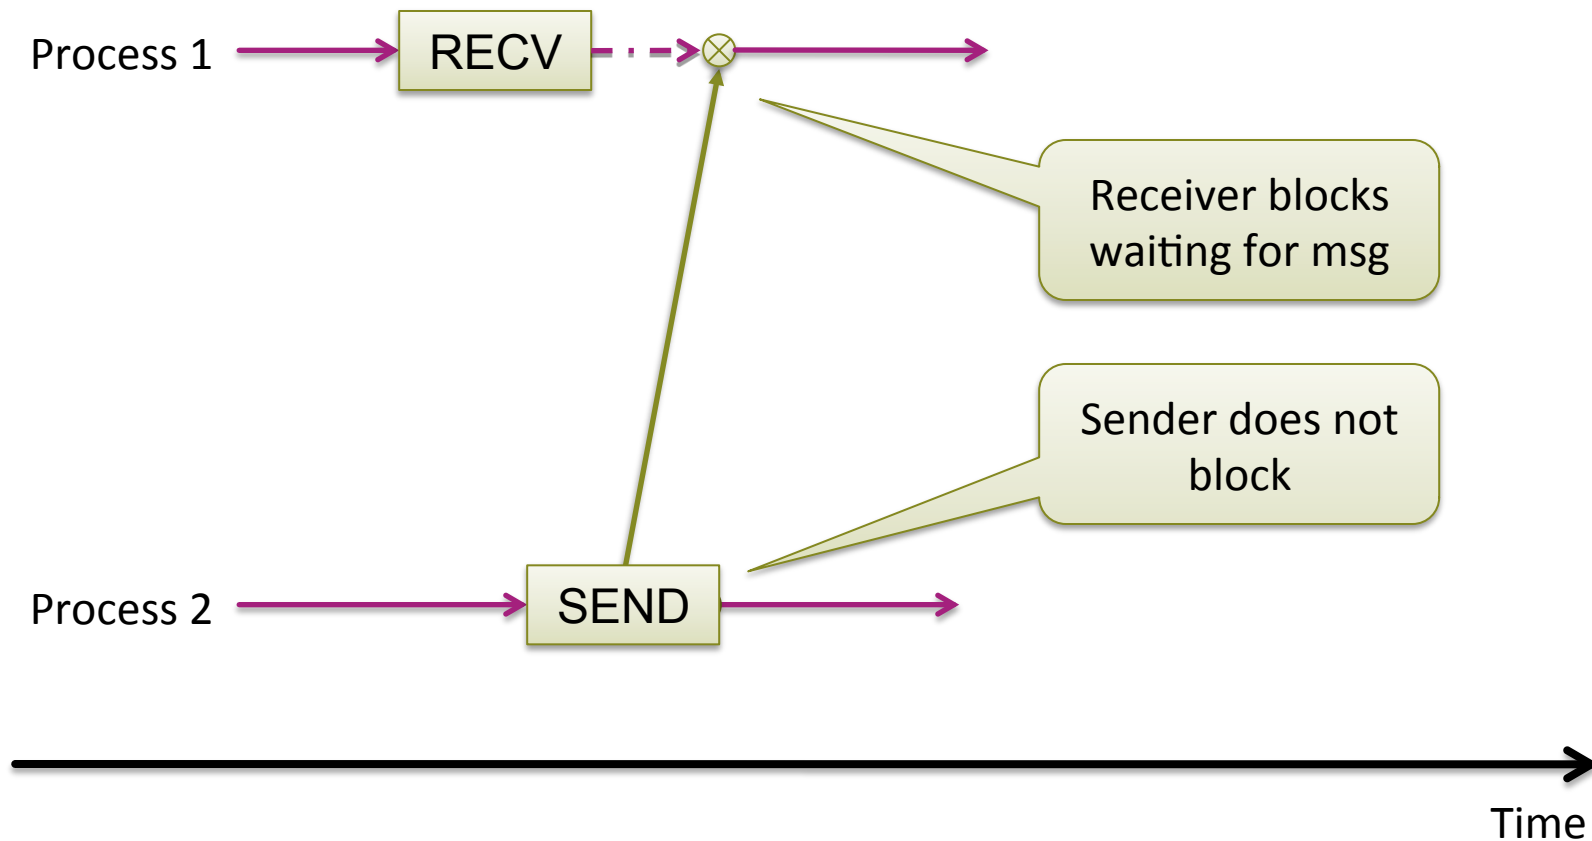 Process 1
RECV
Receiver blocks
waiting for msg
Sender does not
block
Process 2
SEND
Time